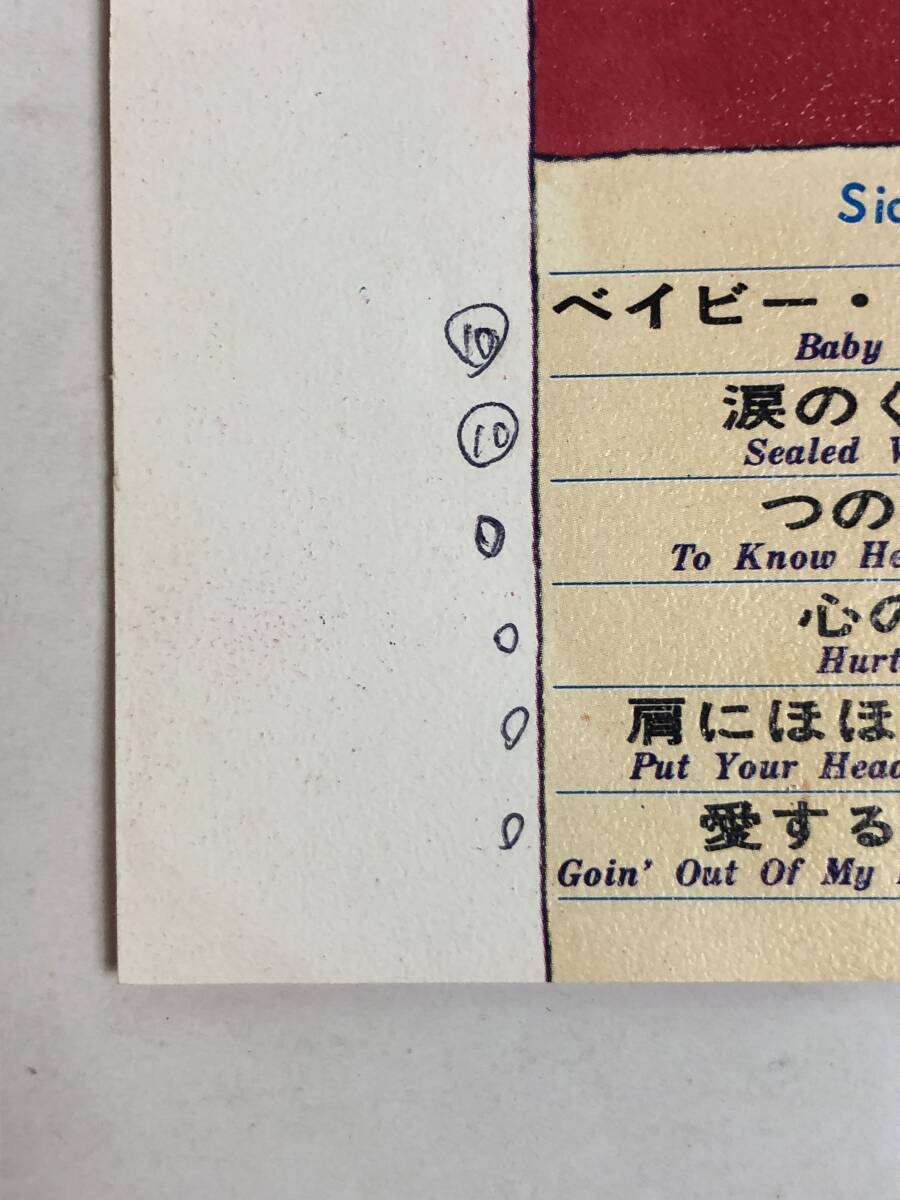 Sid
ベイビー・
Baby
⑩
涙のく
Sealed W
⑩
つの
To Know He
0
心の
Hurt
0
肩にほほ
Put Your Head
0
愛する
Goin' Out Of My
0